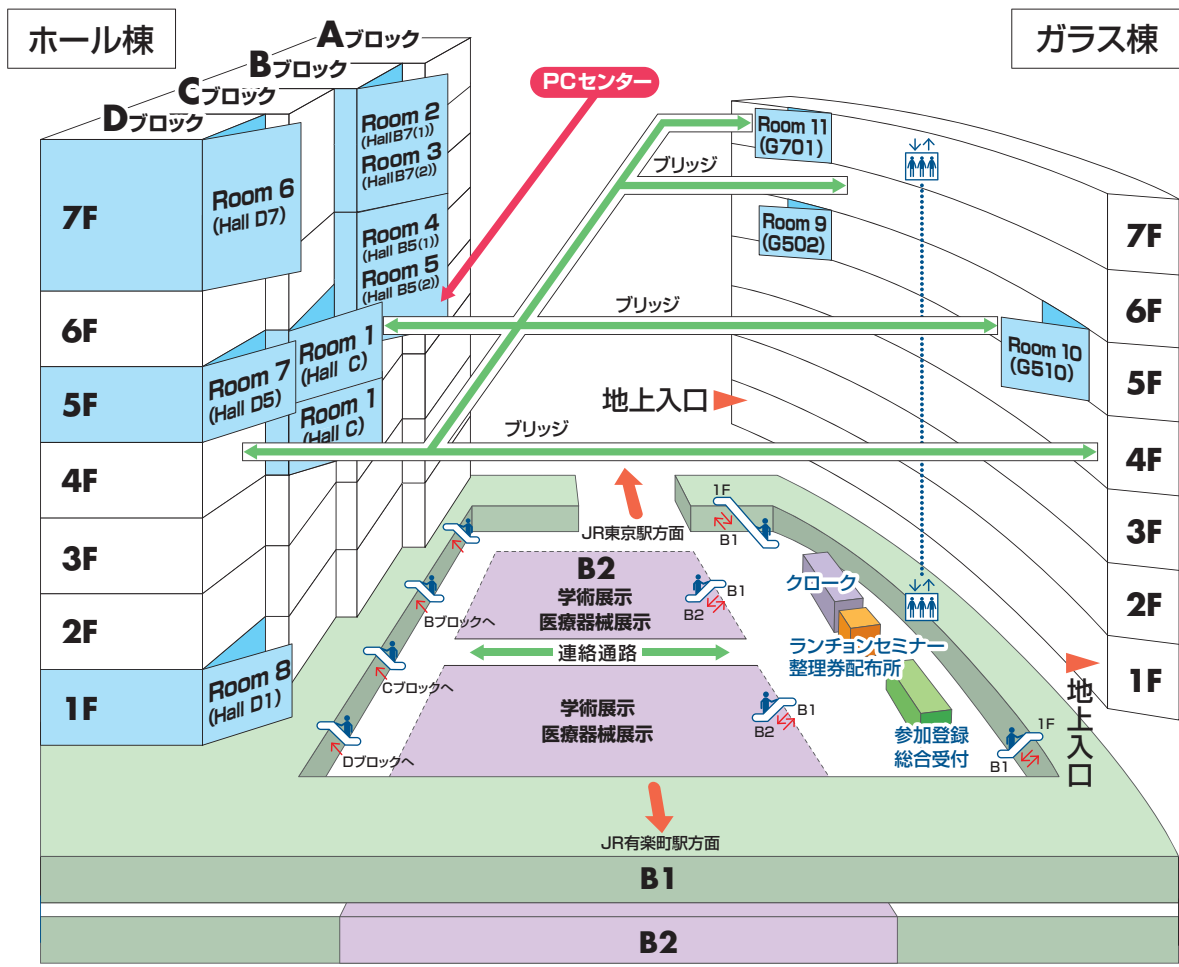 ホール棟
ガラス棟
Aブロック
Bブロック
Cブロック
Dブロック
PCセンター
Room 2
(Hall B7(1))
Room 3
(Hall B7(2))
Room 4
(Hall B5(1))
Room 5
(Hall B5(2))
Room 6
(Hall D7)
Room 11
(G701)
ブリッジ
Room 9
(G502)
7F
6F
5F
4F
3F
2F
1F
7F
6F
5F
4F
3F
2F
1F
ブリッジ
Room 10
(G510)
Room 1
(Hall C)
Room 7
(Hall D5)
Room 1
(Hall C)
地上入口
ブリッジ
Room 8
(Hall D1)
JR東京駅方面
1F
B1
B2
学術展示
医療器械展示
B1
B2
クローク
ランチョンセミナー
整理券配布所
Bブロックへ
連絡通路
Cブロックへ
学術展示
医療器械展示
B1
B2
参加登録
総合受付
Dブロックへ
1F
B1
地上入口
JR有楽町駅方面
B1
B2